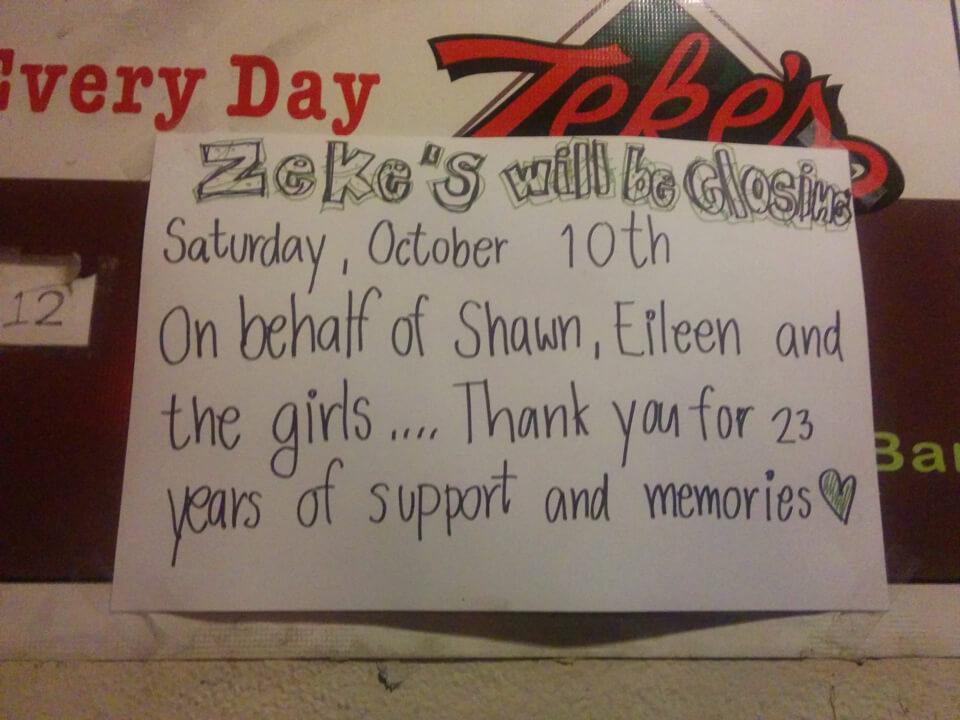 Every Day
Zeke's
Zeke's will be closing
Saturday, October 10th
On behalf of Shawn, Eileen and
the girls.... Thank you for 23
years of support and memories
12